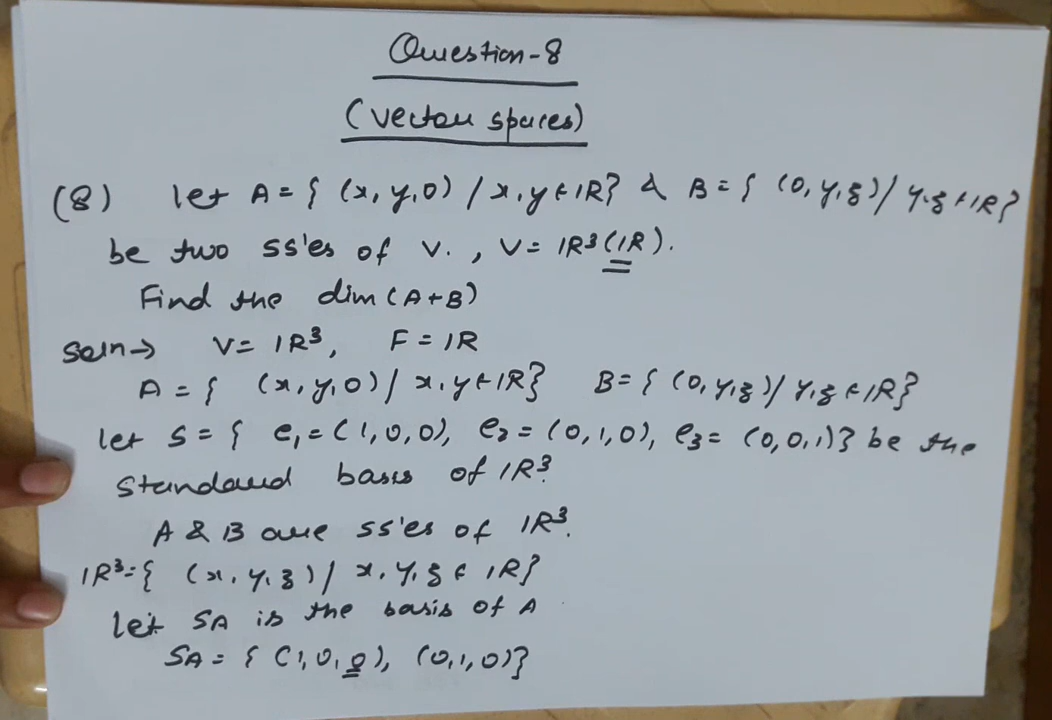 Question-8
(Vector spaces)
(8) let A = { (x, y, 0) / x, y ∈ IR} & B = { (0, y, z) / y, z ∈ IR}
be two ss'es of V. , V = IR³ (IR).
Find the dim (A+B)
Soln → V = IR³, F = IR
A = { (x, y, 0) / x, y ∈ IR} B = { (0, y, z) / y, z ∈ IR}
let S = { e₁ = (1, 0, 0), e₂ = (0, 1, 0), e₃ = (0, 0, 1)} be the
standard basis of IR³.
A & B are ss'es of IR³.
IR³ = { (x, y, z) / x, y, z ∈ IR}
let SA is the basis of A
SA = { (1, 0, 0), (0, 1, 0)}